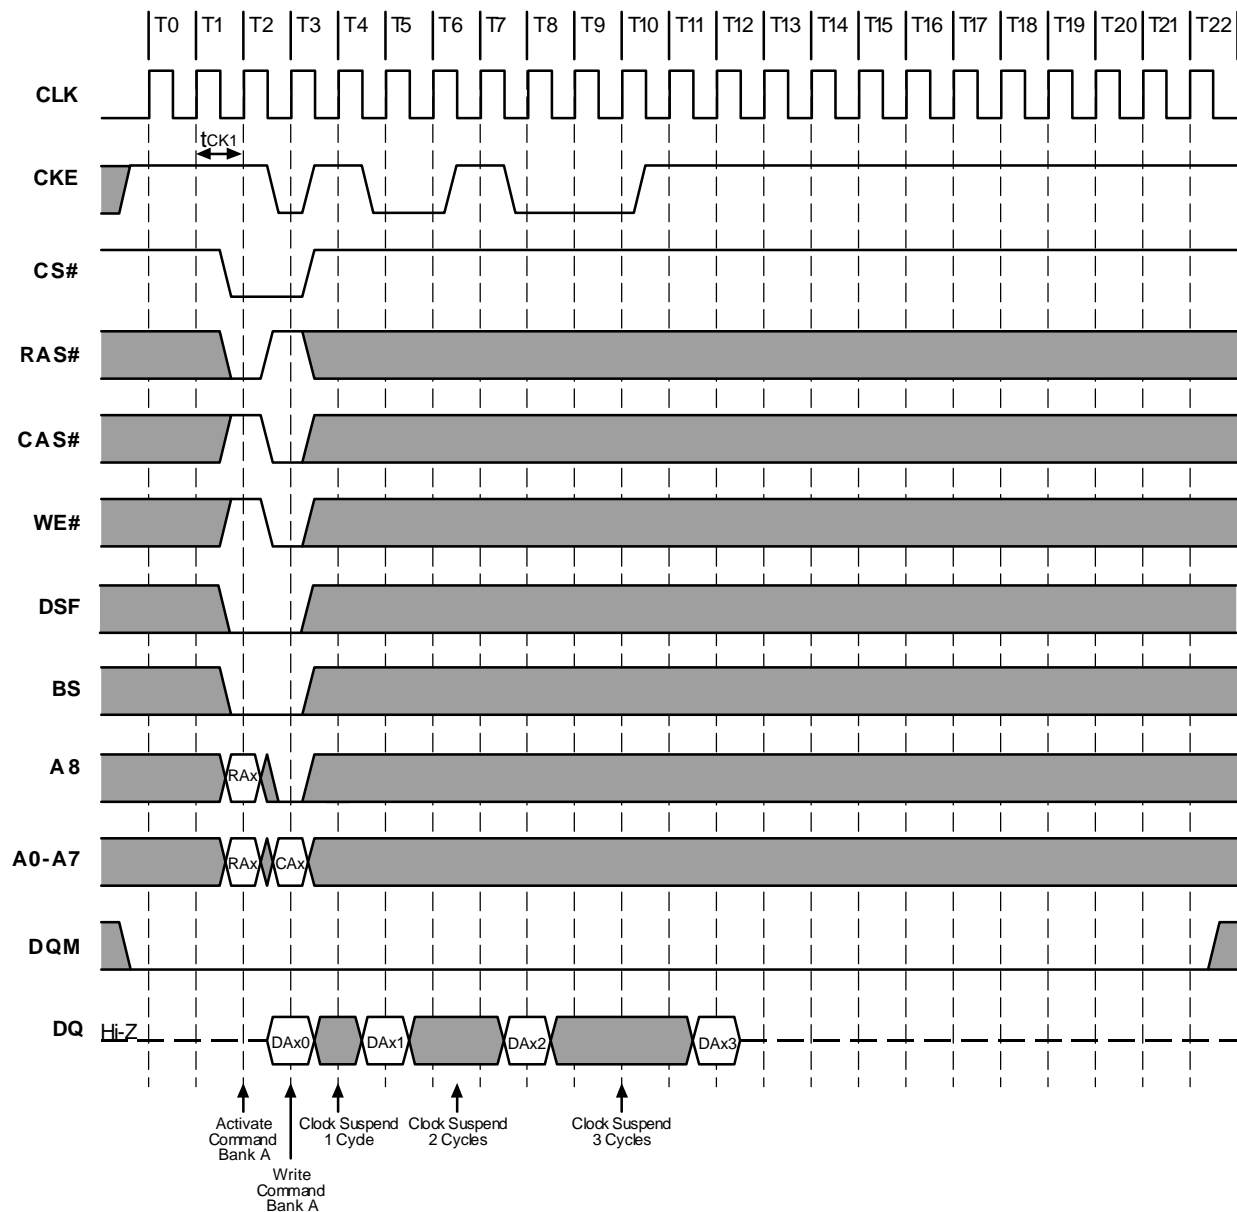 T0 T1 T2 T3 T4 T5 T6 T7 T8 T9 T10 T11 T12 T13 T14 T15 T16 T17 T18 T19 T20 T21 T22
CLK
tCK1
CKE
CS#
RAS#
CAS#
WE#
DSF
BS
A8 RAx
A0-A7 RAx CAx
DQM
DQ Hi-Z DAx0 DAx1 DAx2 DAx3
Activate
Command
Bank A
Write
Command
Bank A
Clock Suspend
1 Cycle
Clock Suspend
2 Cycles
Clock Suspend
3 Cycles